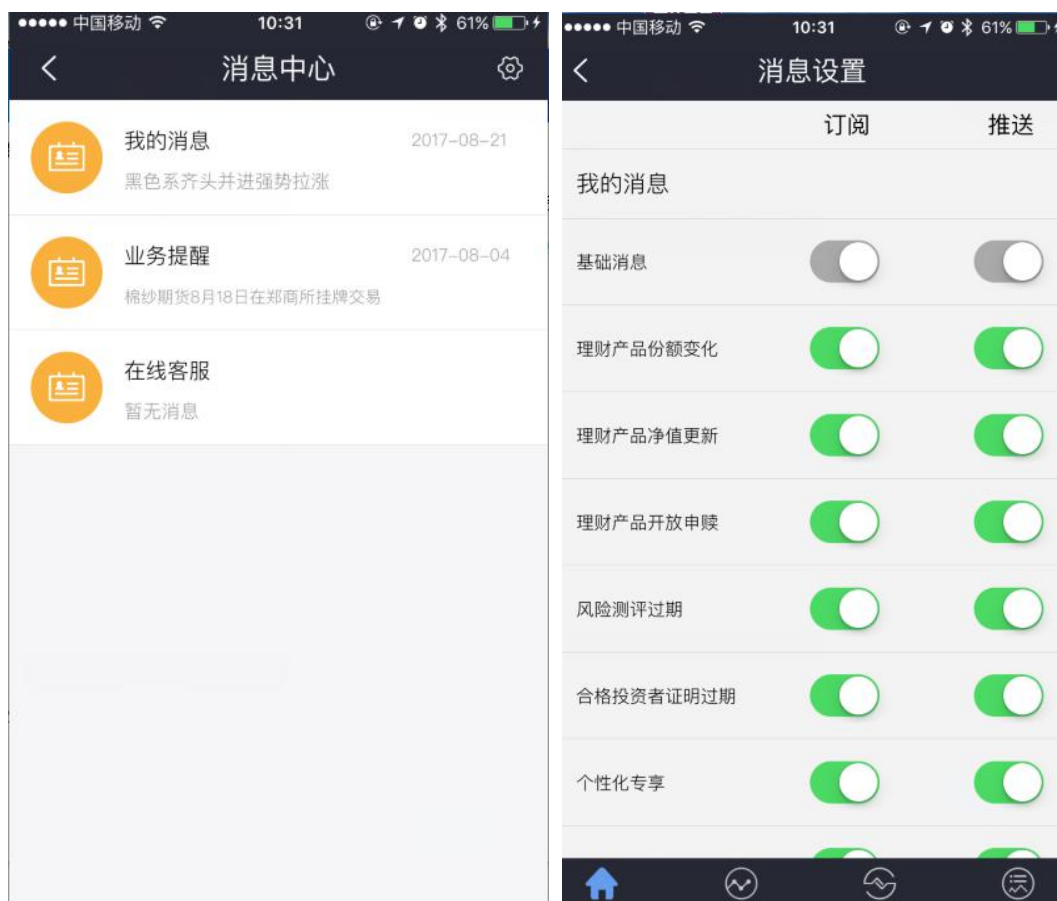 中国移动 10:31 61%
消息中心
我的消息 2017-08-21
黑色系齐头并进强势拉涨
业务提醒 2017-08-04
棉纱期货8月18日在郑商所挂牌交易
在线客服
暂无消息
中国移动 10:31 61%
消息设置
订阅 推送
我的消息
基础消息
理财产品份额变化
理财产品净值更新
理财产品开放申赎
风险测评过期
合格投资者证明过期
个性化专享